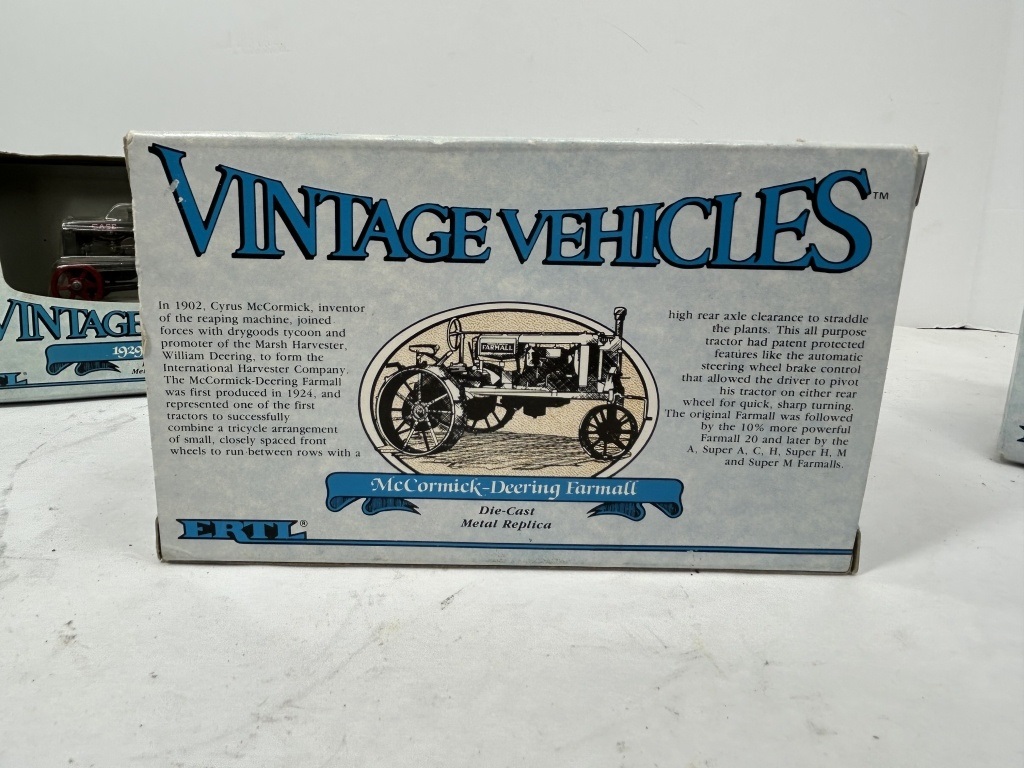 VINTAGE VEHICLES™
In 1902, Cyrus McCormick, inventor
of the reaping machine, joined
forces with drygoods tycoon and
promoter of the Marsh Harvester,
William Deering, to form the
International Harvester Company.
The McCormick-Deering Farmall
was first produced in 1924, and
represented one of the first
tractors to successfully
combine a tricycle arrangement
of small, closely spaced front
wheels to run between rows with a
high rear axle clearance to straddle
the plants. This all purpose
tractor had patent protected
features like the automatic
steering wheel brake control
that allowed the driver to pivot
his tractor on either rear
wheel for quick, sharp turning.
The original Farmall was followed
by the 10% more powerful
Farmall 20 and later by the
A, Super A, C, H, Super H, M
and Super M Farmalls.
FARMALL
McCormick-Deering Farmall
Die-Cast
Metal Replica
ERTL®
CASE
VINTAGE
1929